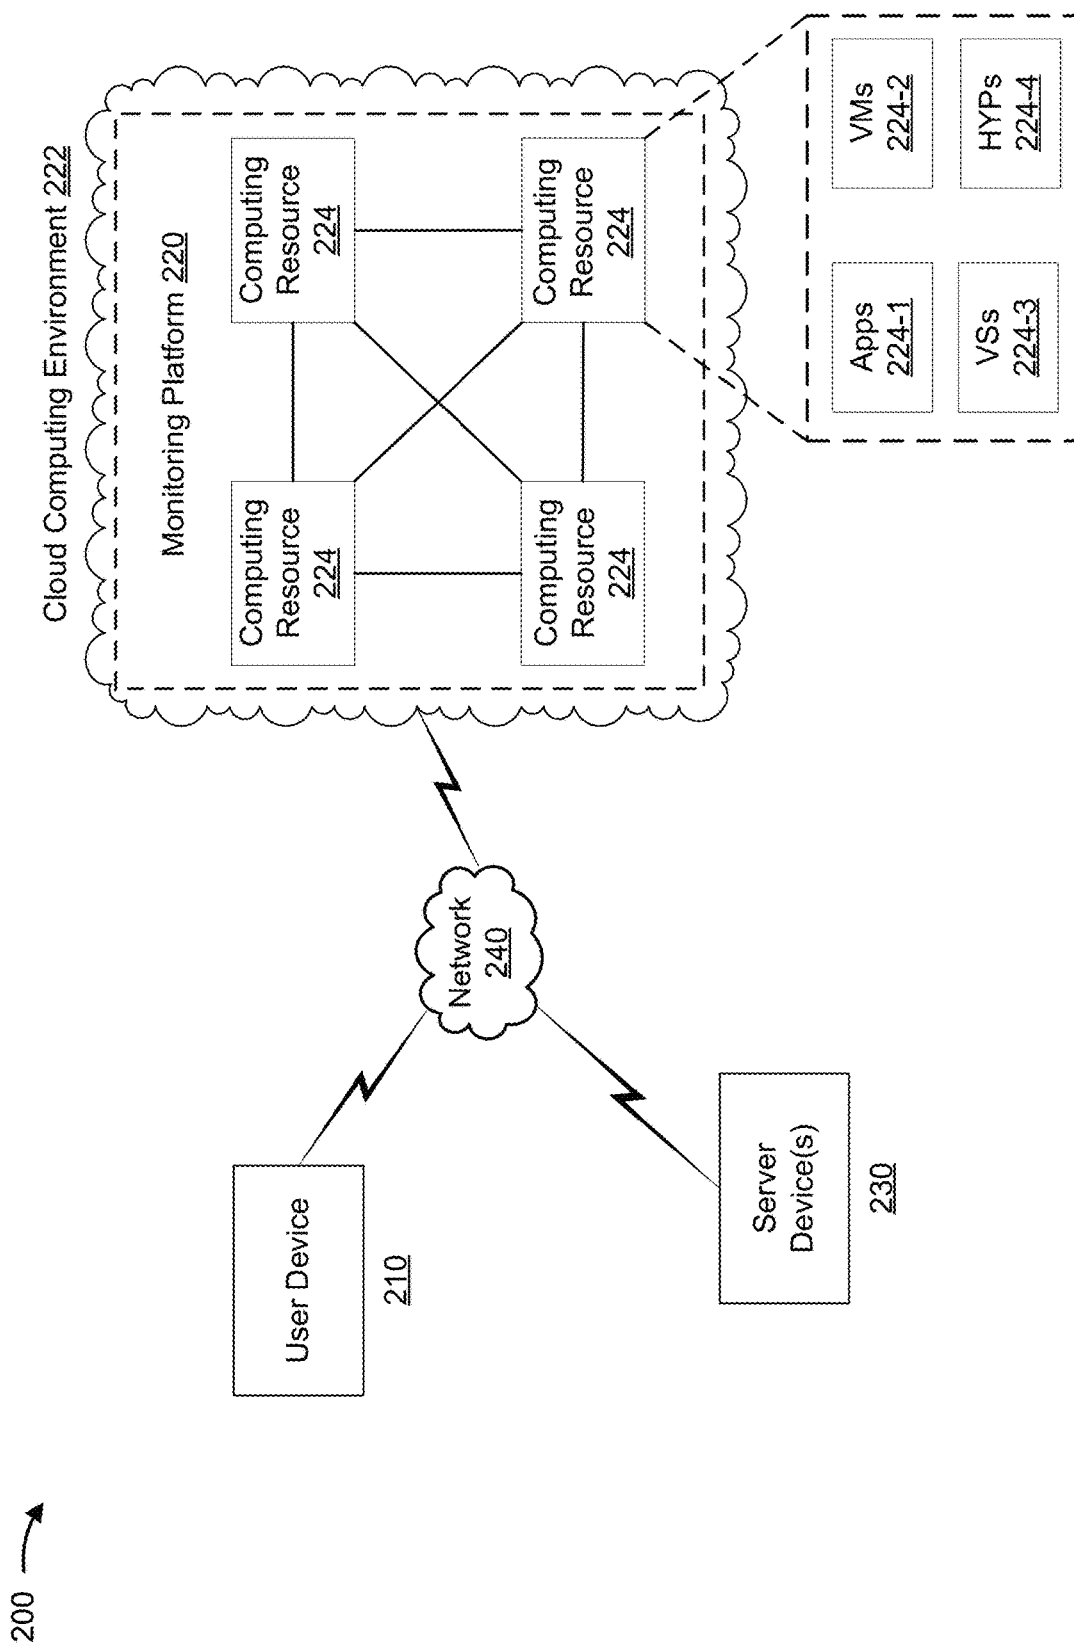 200
Cloud Computing Environment 222
Monitoring Platform 220
Computing
Resource
224
Computing
Resource
224
Computing
Resource
224
Computing
Resource
224
User Device
210
Network
240
Server
Device(s)
230
Apps
224-1
VMs
224-2
VSs
224-3
HYPs
224-4